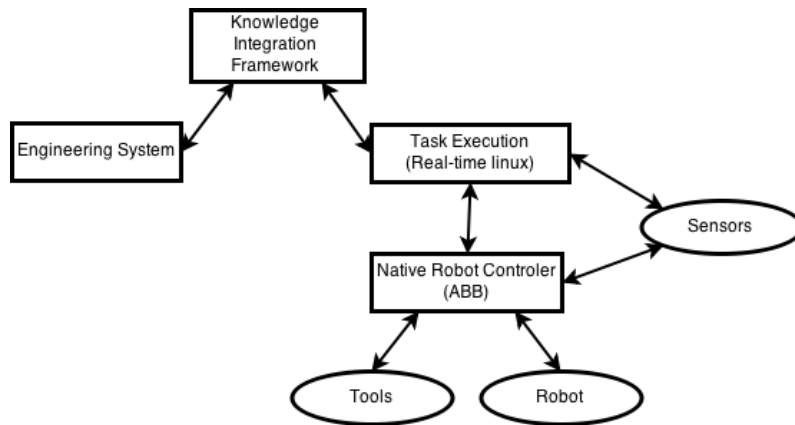 Knowledge
Integration
Framework
Engineering System
Task Execution
(Real-time linux)
Sensors
Native Robot Controler
(ABB)
Tools
Robot